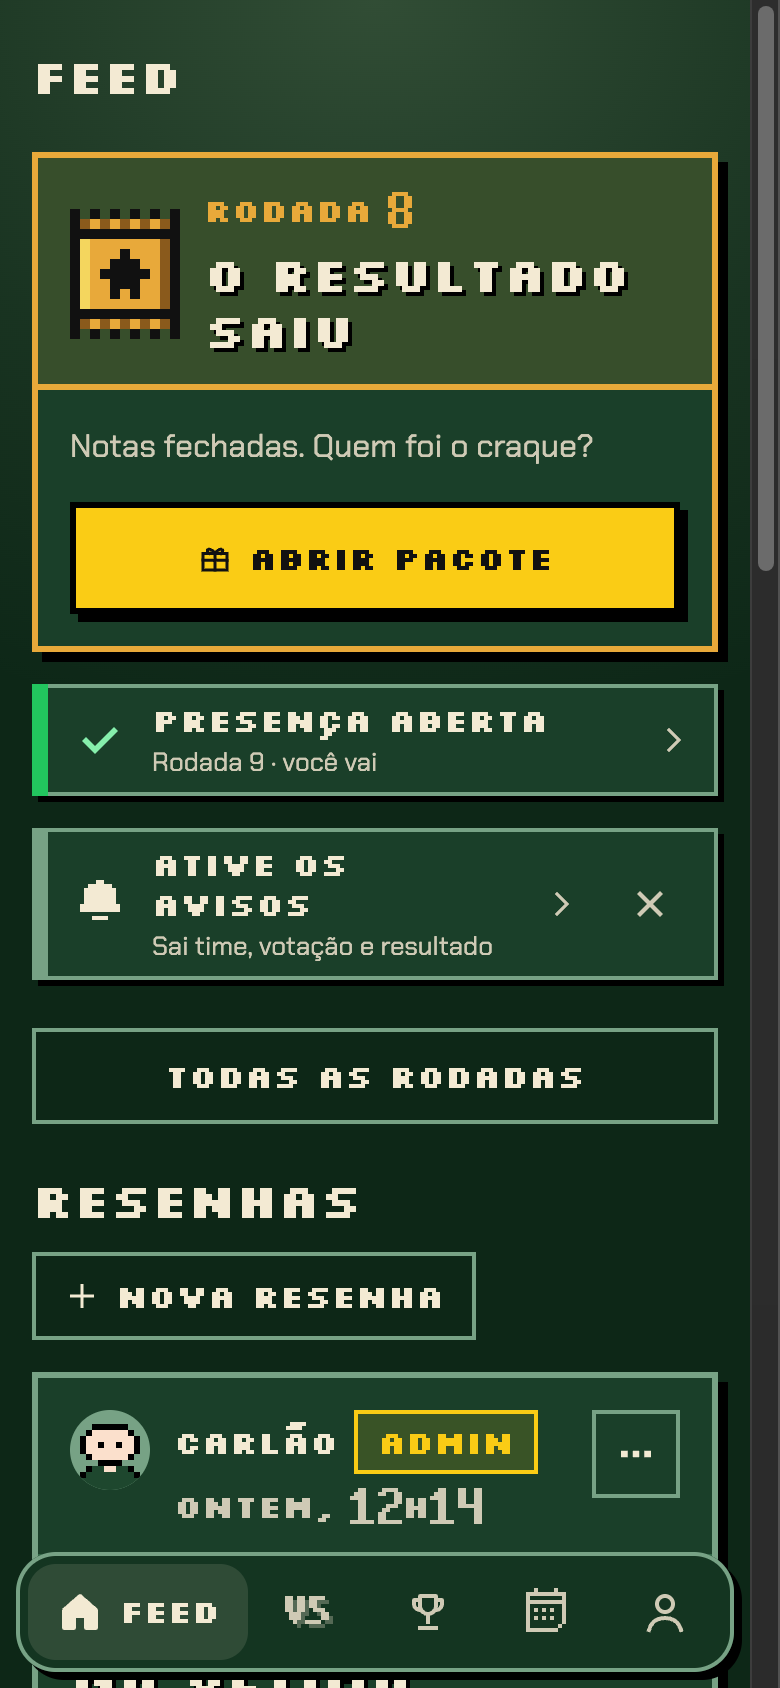 FEED
RODADA 8
O RESULTADO
SAIU
Notas fechadas. Quem foi o craque?
ABRIR PACOTE
PRESENÇA ABERTA
Rodada 9 · você vai
ATIVE OS
AVISOS
Sai time, votação e resultado
TODAS AS RODADAS
RESENHAS
+ NOVA RESENHA
CARLÃO ADMIN ...
ONTEM, 12H14
FEED VS